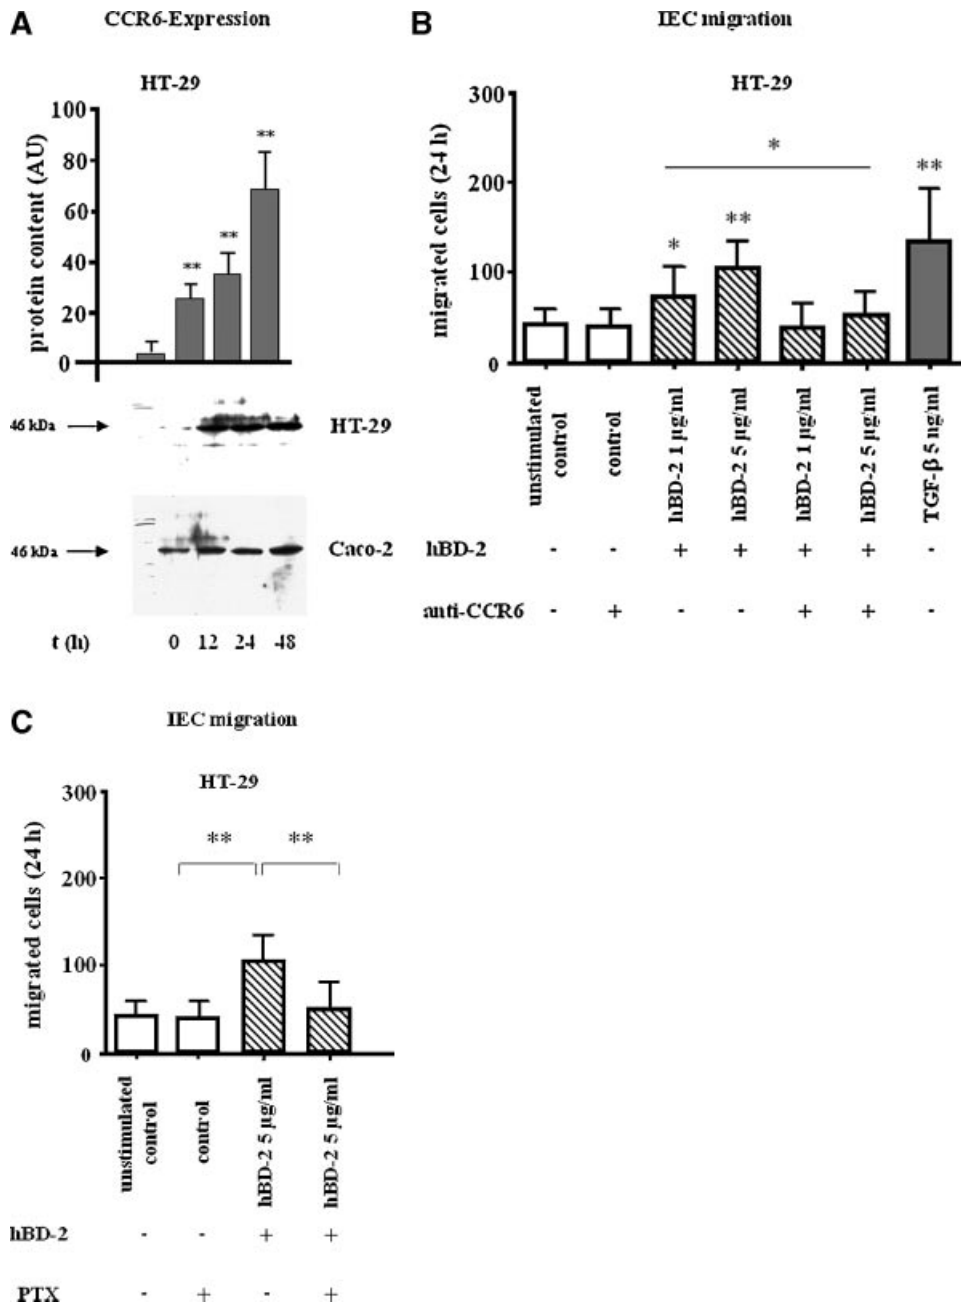 A CCR6-Expression
HT-29
protein content (AU)
100
80
60
40
20
0
**
**
**
46 kDa HT-29
46 kDa Caco-2
t (h) 0 12 24 48
B IEC migration
HT-29
migrated cells (24 h)
300
200
100
0
*
*
**
**
unstimulated
control
control
hBD-2 1 µg/ml
hBD-2 5 µg/ml
hBD-2 1 µg/ml
hBD-2 5 µg/ml
TGF-β 5 ng/ml
hBD-2 - - + + + + -
anti-CCR6 - + - - + + -
C IEC migration
HT-29
migrated cells (24 h)
300
200
100
0
** **
unstimulated
control
control
hBD-2 5 µg/ml
hBD-2 5 µg/ml
hBD-2 - - + +
PTX - + - +